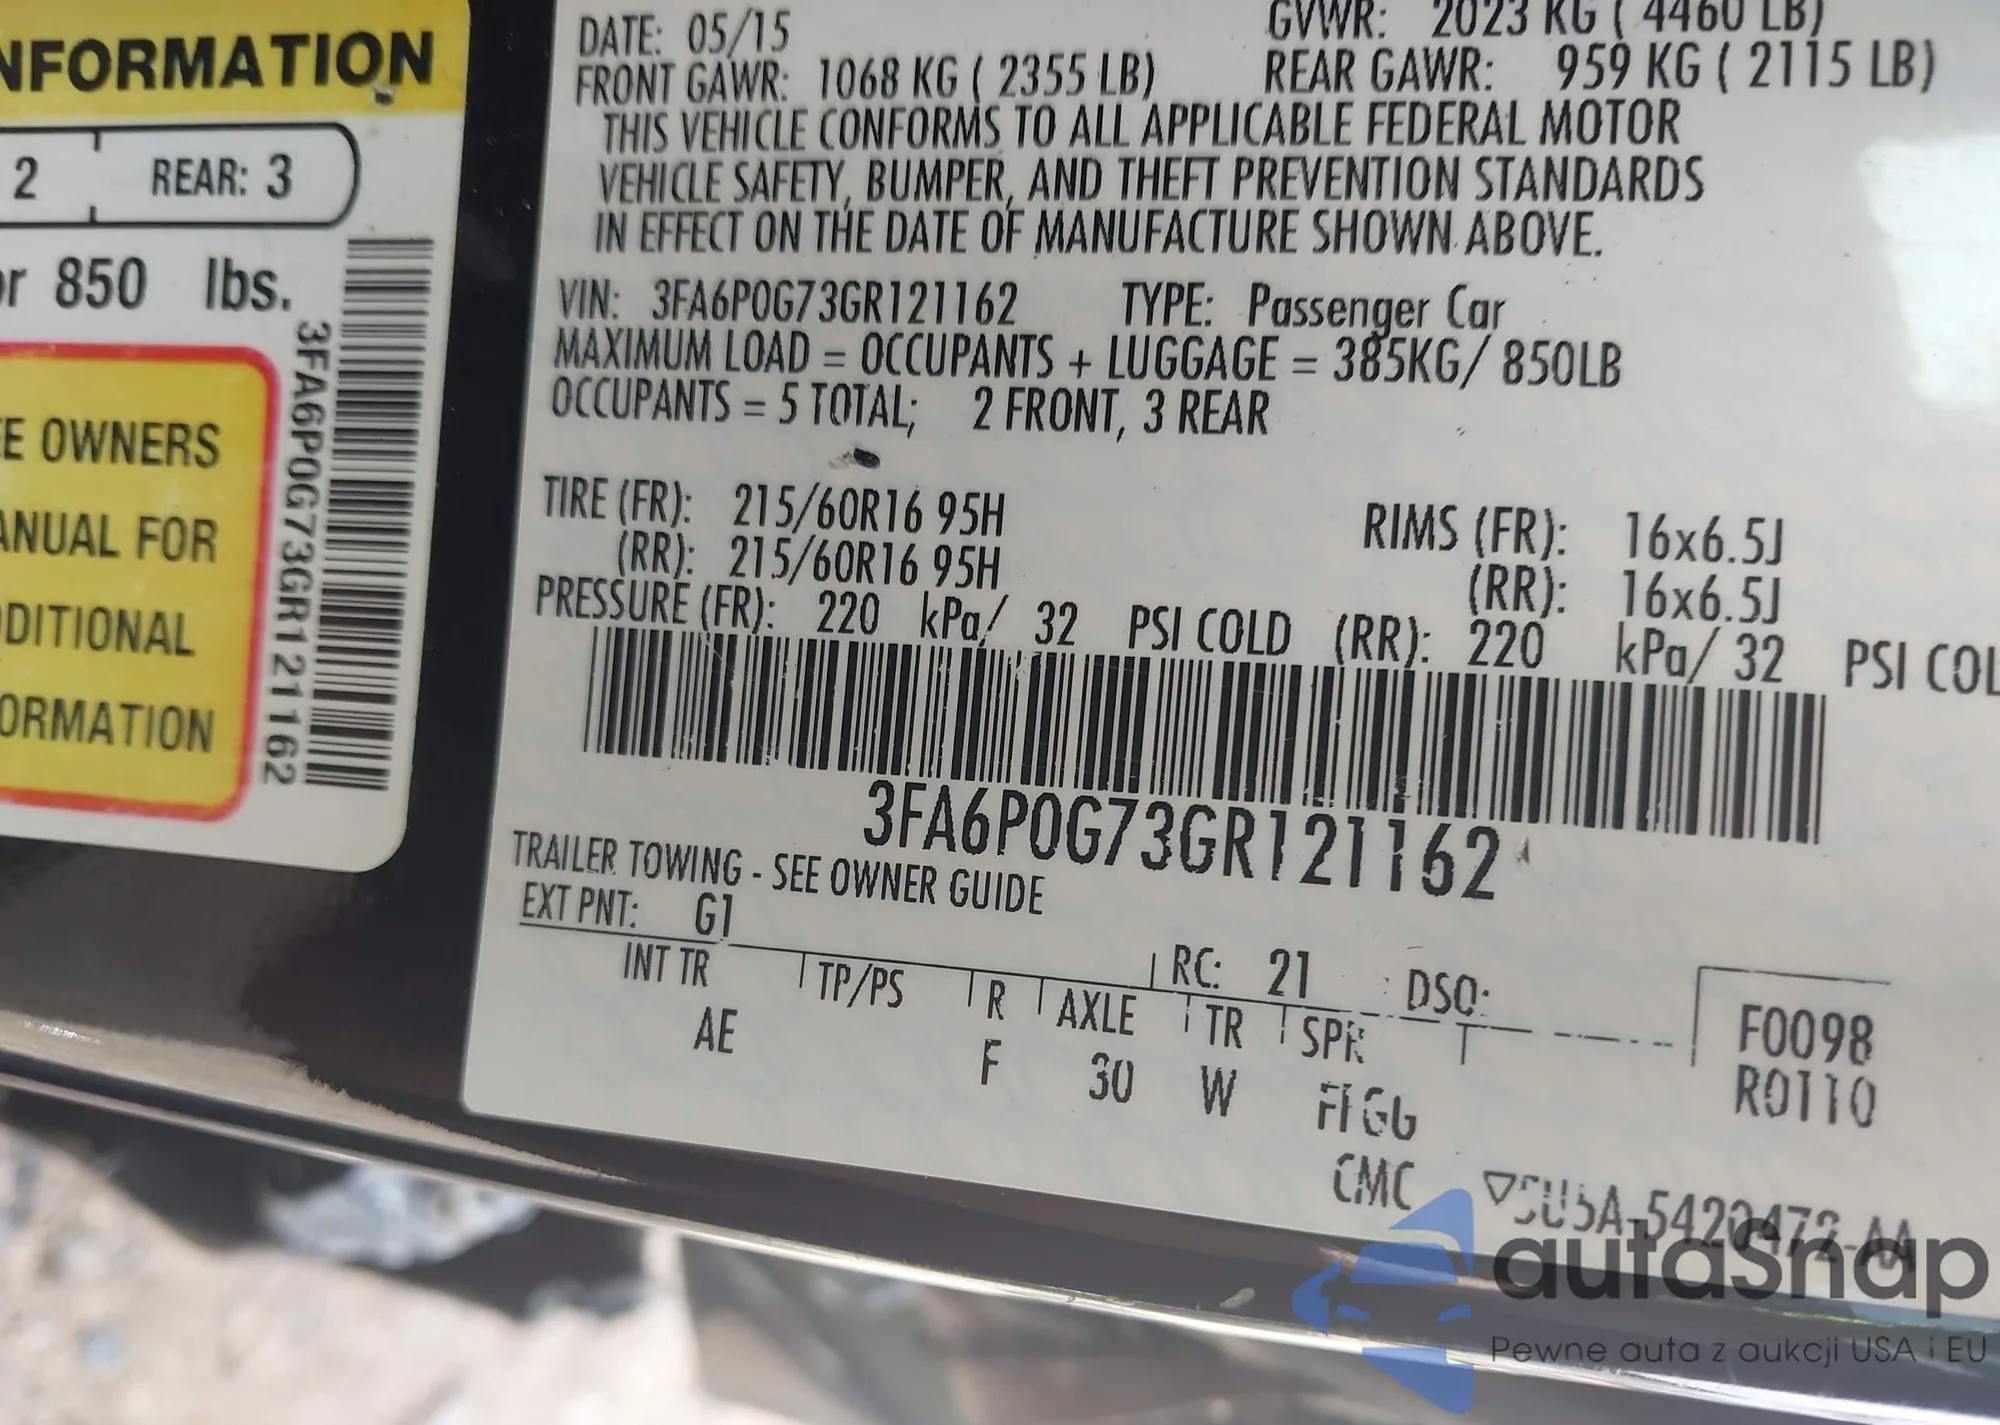 NFORMATION
2 REAR: 3
or 850 lbs.
3FA6P0G73GR121162
EE OWNERS
ANUAL FOR
DDITIONAL
ORMATION
DATE: 05/15 GVWR: 2023 KG ( 4460 LB)
FRONT GAWR: 1068 KG ( 2355 LB) REAR GAWR: 959 KG ( 2115 LB)
THIS VEHICLE CONFORMS TO ALL APPLICABLE FEDERAL MOTOR
VEHICLE SAFETY, BUMPER, AND THEFT PREVENTION STANDARDS
IN EFFECT ON THE DATE OF MANUFACTURE SHOWN ABOVE.
VIN: 3FA6P0G73GR121162 TYPE: Passenger Car
MAXIMUM LOAD = OCCUPANTS + LUGGAGE = 385KG/ 850LB
OCCUPANTS = 5 TOTAL; 2 FRONT, 3 REAR
TIRE (FR): 215/60R16 95H RIMS (FR): 16x6.5J
(RR): 215/60R16 95H (RR): 16x6.5J
PRESSURE (FR): 220 kPa/ 32 PSI COLD (RR): 220 kPa/ 32 PSI COL
3FA6P0G73GR121162
TRAILER TOWING - SEE OWNER GUIDE
EXT PNT: G1 RC: 21 DSO:
INT TR TP/PS R AXLE TR SPR F0098
AE F 30 W R0110
CMC
autaSnap
Pewne auta z aukcji USA i EU